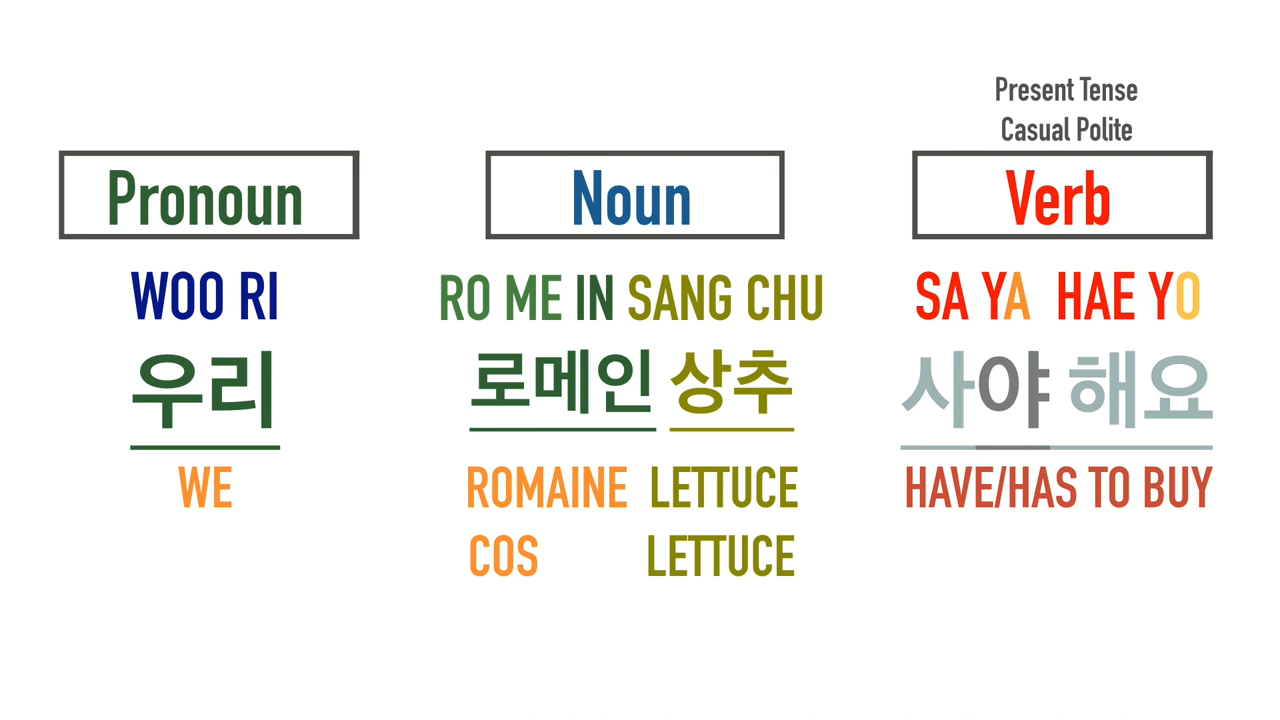 Present Tense
Casual Polite
Pronoun Noun Verb
WOO RI RO ME IN SANG CHU SA YA HAE YO
우리 로메인 상추 사야 해요
WE ROMAINE LETTUCE HAVE/HAS TO BUY
COS LETTUCE